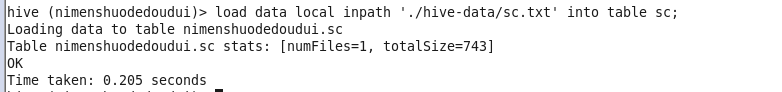 hive (nimenshuodedoudui)> load data local inpath './hive-data/sc.txt' into table sc;
Loading data to table nimenshuodedoudui.sc
Table nimenshuodedoudui.sc stats: [numFiles=1, totalSize=743]
OK
Time taken: 0.205 seconds